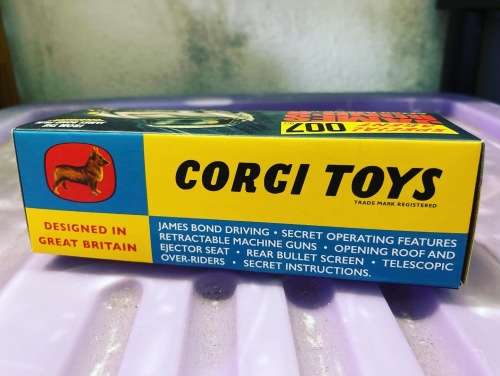 007
CORGI TOYS
TRADE MARK REGISTERED
DESIGNED IN
GREAT BRITAIN
JAMES BOND DRIVING • SECRET OPERATING FEATURES
RETRACTABLE MACHINE GUNS • OPENING ROOF AND
EJECTOR SEAT • REAR BULLET SCREEN • TELESCOPIC
OVER-RIDERS • SECRET INSTRUCTIONS.